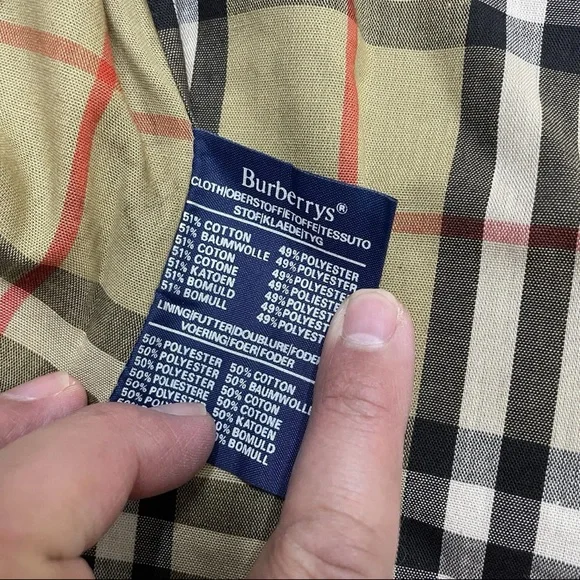 Burberrys®
CLOTH/OBERSTOFF/ETOFFE/TESSUTO
STOF/KLAEDE/TYG
51% COTTON 49% POLYESTER
51% BAUMWOLLE 49% POLYESTER
51% COTON 49% POLYESTER
51% COTONE 49% POLIESTERE
51% KATOEN 49% POLYESTER
51% BOMULD 49% POLYESTER
51% BOMULL 49% POLYESTER
LINING/FUTTER/DOUBLURE/FODERA
VOERING/FOER/FODER
50% POLYESTER 50% COTTON
50% POLYESTER 50% BAUMWOLLE
50% POLYESTER 50% COTON
50% POLIESTERE 50% COTONE
50% POLYESTER 50% KATOEN
50% BOMULD
50% BOMULL